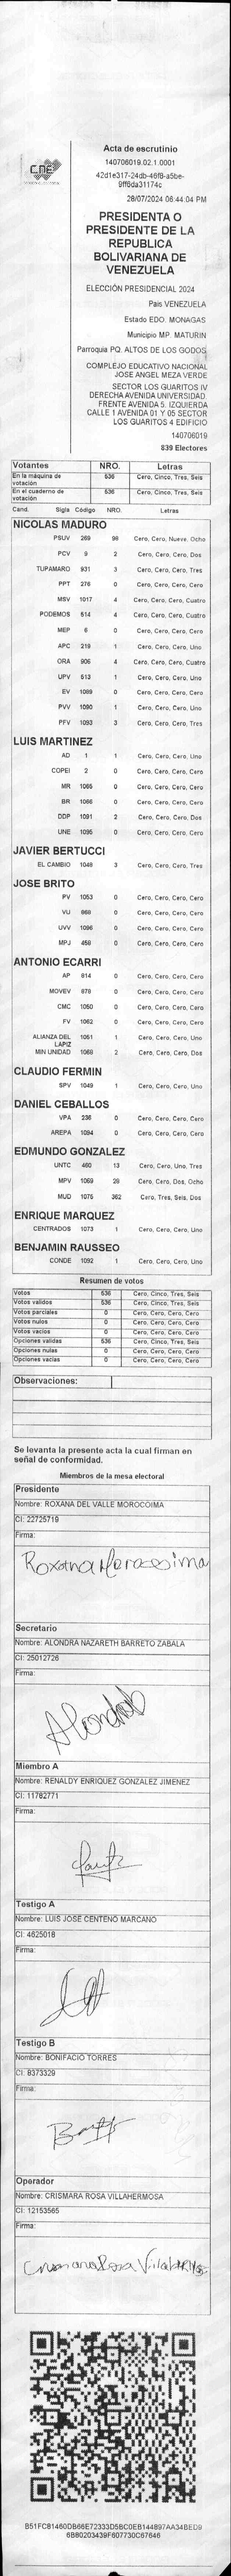 CNE
Acta de escrutinio
140706019.02.1.0001
42d1e317-24db-46f8-a5be-
9ff6da31174c
28/07/2024 06:44:04 PM
PRESIDENTA O
PRESIDENTE DE LA
REPUBLICA
BOLIVARIANA DE
VENEZUELA
ELECCIÓN PRESIDENCIAL 2024
Pais VENEZUELA
Estado EDO. MONAGAS
Municipio MP. MATURIN
Parroquia PQ. ALTOS DE LOS GODOS
COMPLEJO EDUCATIVO NACIONAL
JOSE ANGEL MEZA VERDE
SECTOR LOS GUARITOS IV
DERECHA AVENIDA UNIVERSIDAD.
FRENTE AVENIDA 5. IZQUIERDA
CALLE 1 AVENIDA 01 Y 05 SECTOR
LOS GUARITOS 4 EDIFICIO
140706019
839 Electores
Votantes NRO. Letras
En la máquina de votación 536 Cero, Cinco, Tres, Seis
En el cuaderno de votación 536 Cero, Cinco, Tres, Seis
Cand. Sigla Código NRO. Letras
NICOLAS MADURO
PSUV 269 98 Cero, Cero, Nueve, Ocho
PCV 9 2 Cero, Cero, Cero, Dos
TUPAMARO 931 3 Cero, Cero, Cero, Tres
PPT 276 0 Cero, Cero, Cero, Cero
MSV 1017 4 Cero, Cero, Cero, Cuatro
PODEMOS 514 4 Cero, Cero, Cero, Cuatro
MEP 6 0 Cero, Cero, Cero, Cero
APC 219 1 Cero, Cero, Cero, Uno
ORA 906 4 Cero, Cero, Cero, Cuatro
UPV 613 1 Cero, Cero, Cero, Uno
EV 1089 0 Cero, Cero, Cero, Cero
PVV 1090 1 Cero, Cero, Cero, Uno
PFV 1093 3 Cero, Cero, Cero, Tres
LUIS MARTINEZ
AD 1 1 Cero, Cero, Cero, Uno
COPEI 2 0 Cero, Cero, Cero, Cero
MR 1065 0 Cero, Cero, Cero, Cero
BR 1066 0 Cero, Cero, Cero, Cero
DDP 1091 2 Cero, Cero, Cero, Dos
UNE 1095 0 Cero, Cero, Cero, Cero
JAVIER BERTUCCI
EL CAMBIO 1048 3 Cero, Cero, Cero, Tres
JOSE BRITO
PV 1053 0 Cero, Cero, Cero, Cero
VU 868 0 Cero, Cero, Cero, Cero
UVV 1096 0 Cero, Cero, Cero, Cero
MPJ 458 0 Cero, Cero, Cero, Cero
ANTONIO ECARRI
AP 814 0 Cero, Cero, Cero, Cero
MOVEV 878 0 Cero, Cero, Cero, Cero
CMC 1050 0 Cero, Cero, Cero, Cero
FV 1062 0 Cero, Cero, Cero, Cero
ALIANZA DEL LAPIZ 1051 1 Cero, Cero, Cero, Uno
MIN UNIDAD 1068 2 Cero, Cero, Cero, Dos
CLAUDIO FERMIN
SPV 1049 1 Cero, Cero, Cero, Uno
DANIEL CEBALLOS
VPA 236 0 Cero, Cero, Cero, Cero
AREPA 1094 0 Cero, Cero, Cero, Cero
EDMUNDO GONZALEZ
UNTC 460 13 Cero, Cero, Uno, Tres
MPV 1069 28 Cero, Cero, Dos, Ocho
MUD 1075 362 Cero, Tres, Seis, Dos
ENRIQUE MARQUEZ
CENTRADOS 1073 1 Cero, Cero, Cero, Uno
BENJAMIN RAUSSEO
CONDE 1092 1 Cero, Cero, Cero, Uno
Resumen de votos
Votos 536 Cero, Cinco, Tres, Seis
Votos validos 536 Cero, Cinco, Tres, Seis
Votos parciales 0 Cero, Cero, Cero, Cero
Votos nulos 0 Cero, Cero, Cero, Cero
Votos vacios 0 Cero, Cero, Cero, Cero
Opciones validas 536 Cero, Cinco, Tres, Seis
Opciones nulas 0 Cero, Cero, Cero, Cero
Opciones vacias 0 Cero, Cero, Cero, Cero
Observaciones:
Se levanta la presente acta la cual firman en
señal de conformidad.
Miembros de la mesa electoral
Presidente
Nombre: ROXANA DEL VALLE MOROCOIMA
CI: 22725719
Firma:
Secretario
Nombre: ALONDRA NAZARETH BARRETO ZABALA
CI: 25012726
Firma:
Miembro A
Nombre: RENALDY ENRIQUEZ GONZALEZ JIMENEZ
CI: 11782771
Firma:
Testigo A
Nombre: LUIS JOSE CENTENO MARCANO
CI: 4625018
Firma:
Testigo B
Nombre: BONIFACIO TORRES
CI: 8373329
Firma:
Operador
Nombre: CRISMARA ROSA VILLAHERMOSA
CI: 12153565
Firma:
B51FC81460DB66E72333D5BC0EB144897AA34BED9
6B80203439F607730C67646